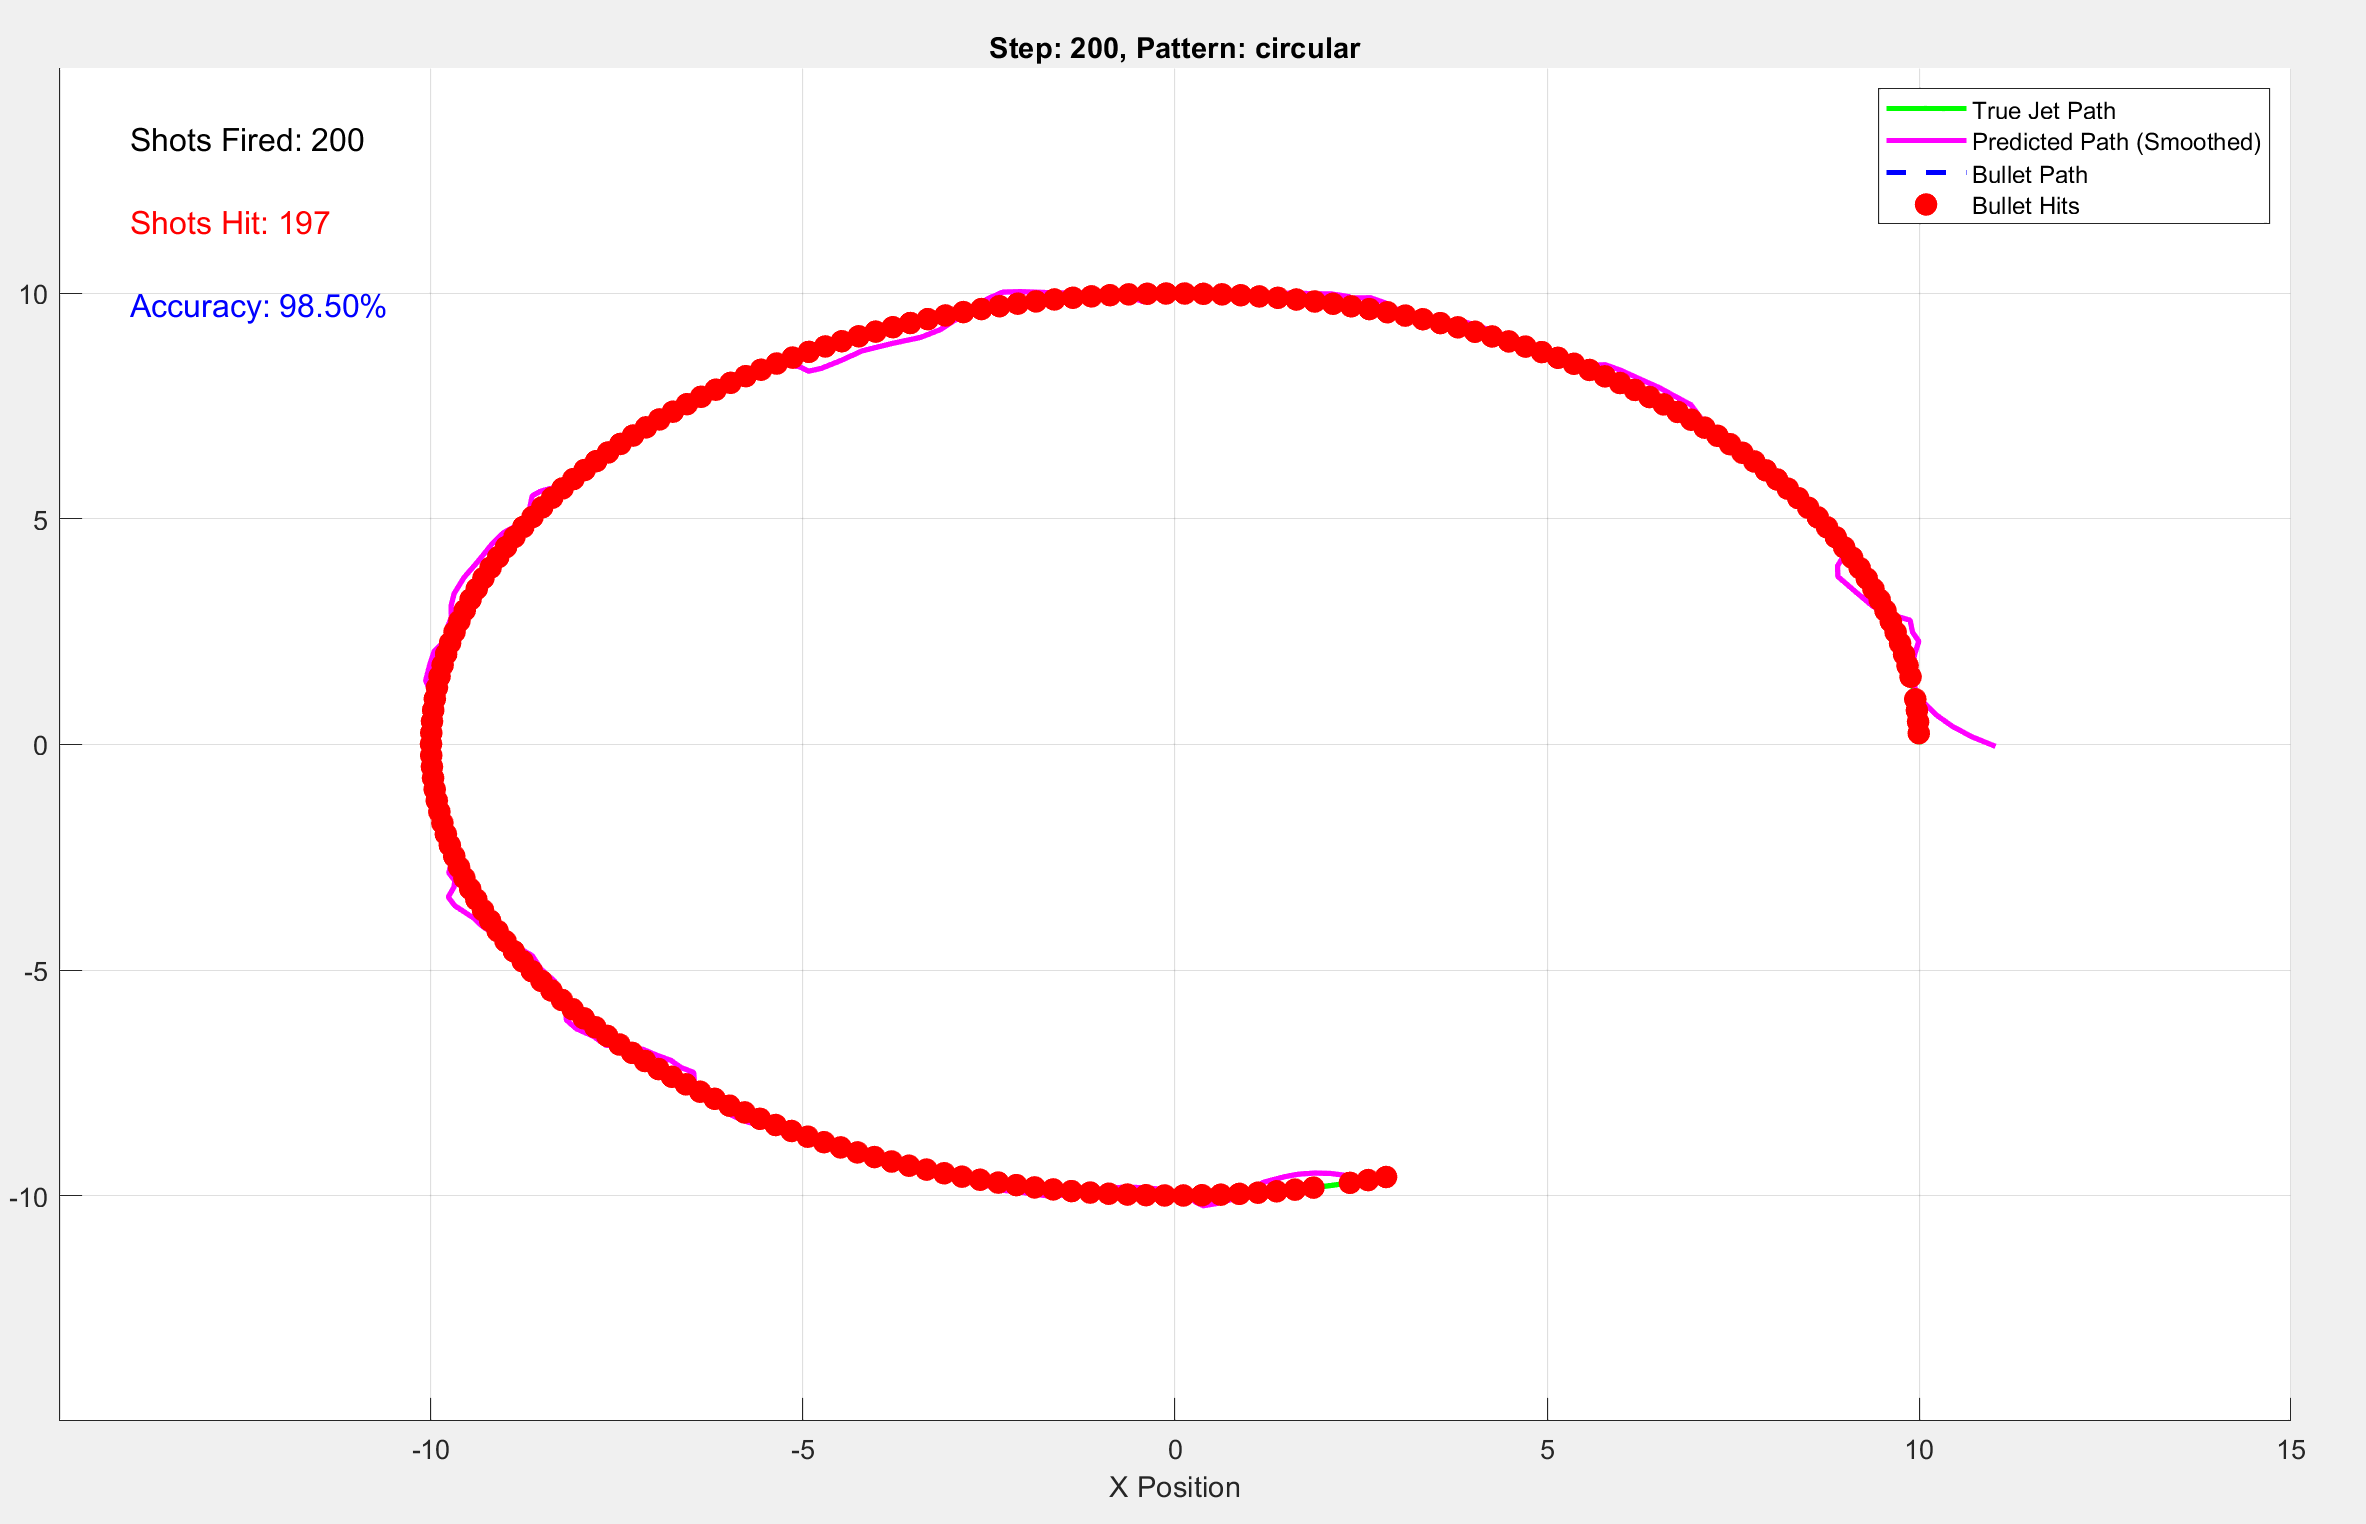 Step: 200, Pattern: circular
Shots Fired: 200
Shots Hit: 197
Accuracy: 98.50%
True Jet Path
Predicted Path (Smoothed)
Bullet Path
Bullet Hits
10
5
0
-5
-10
-10
-5
0
5
10
15
X Position